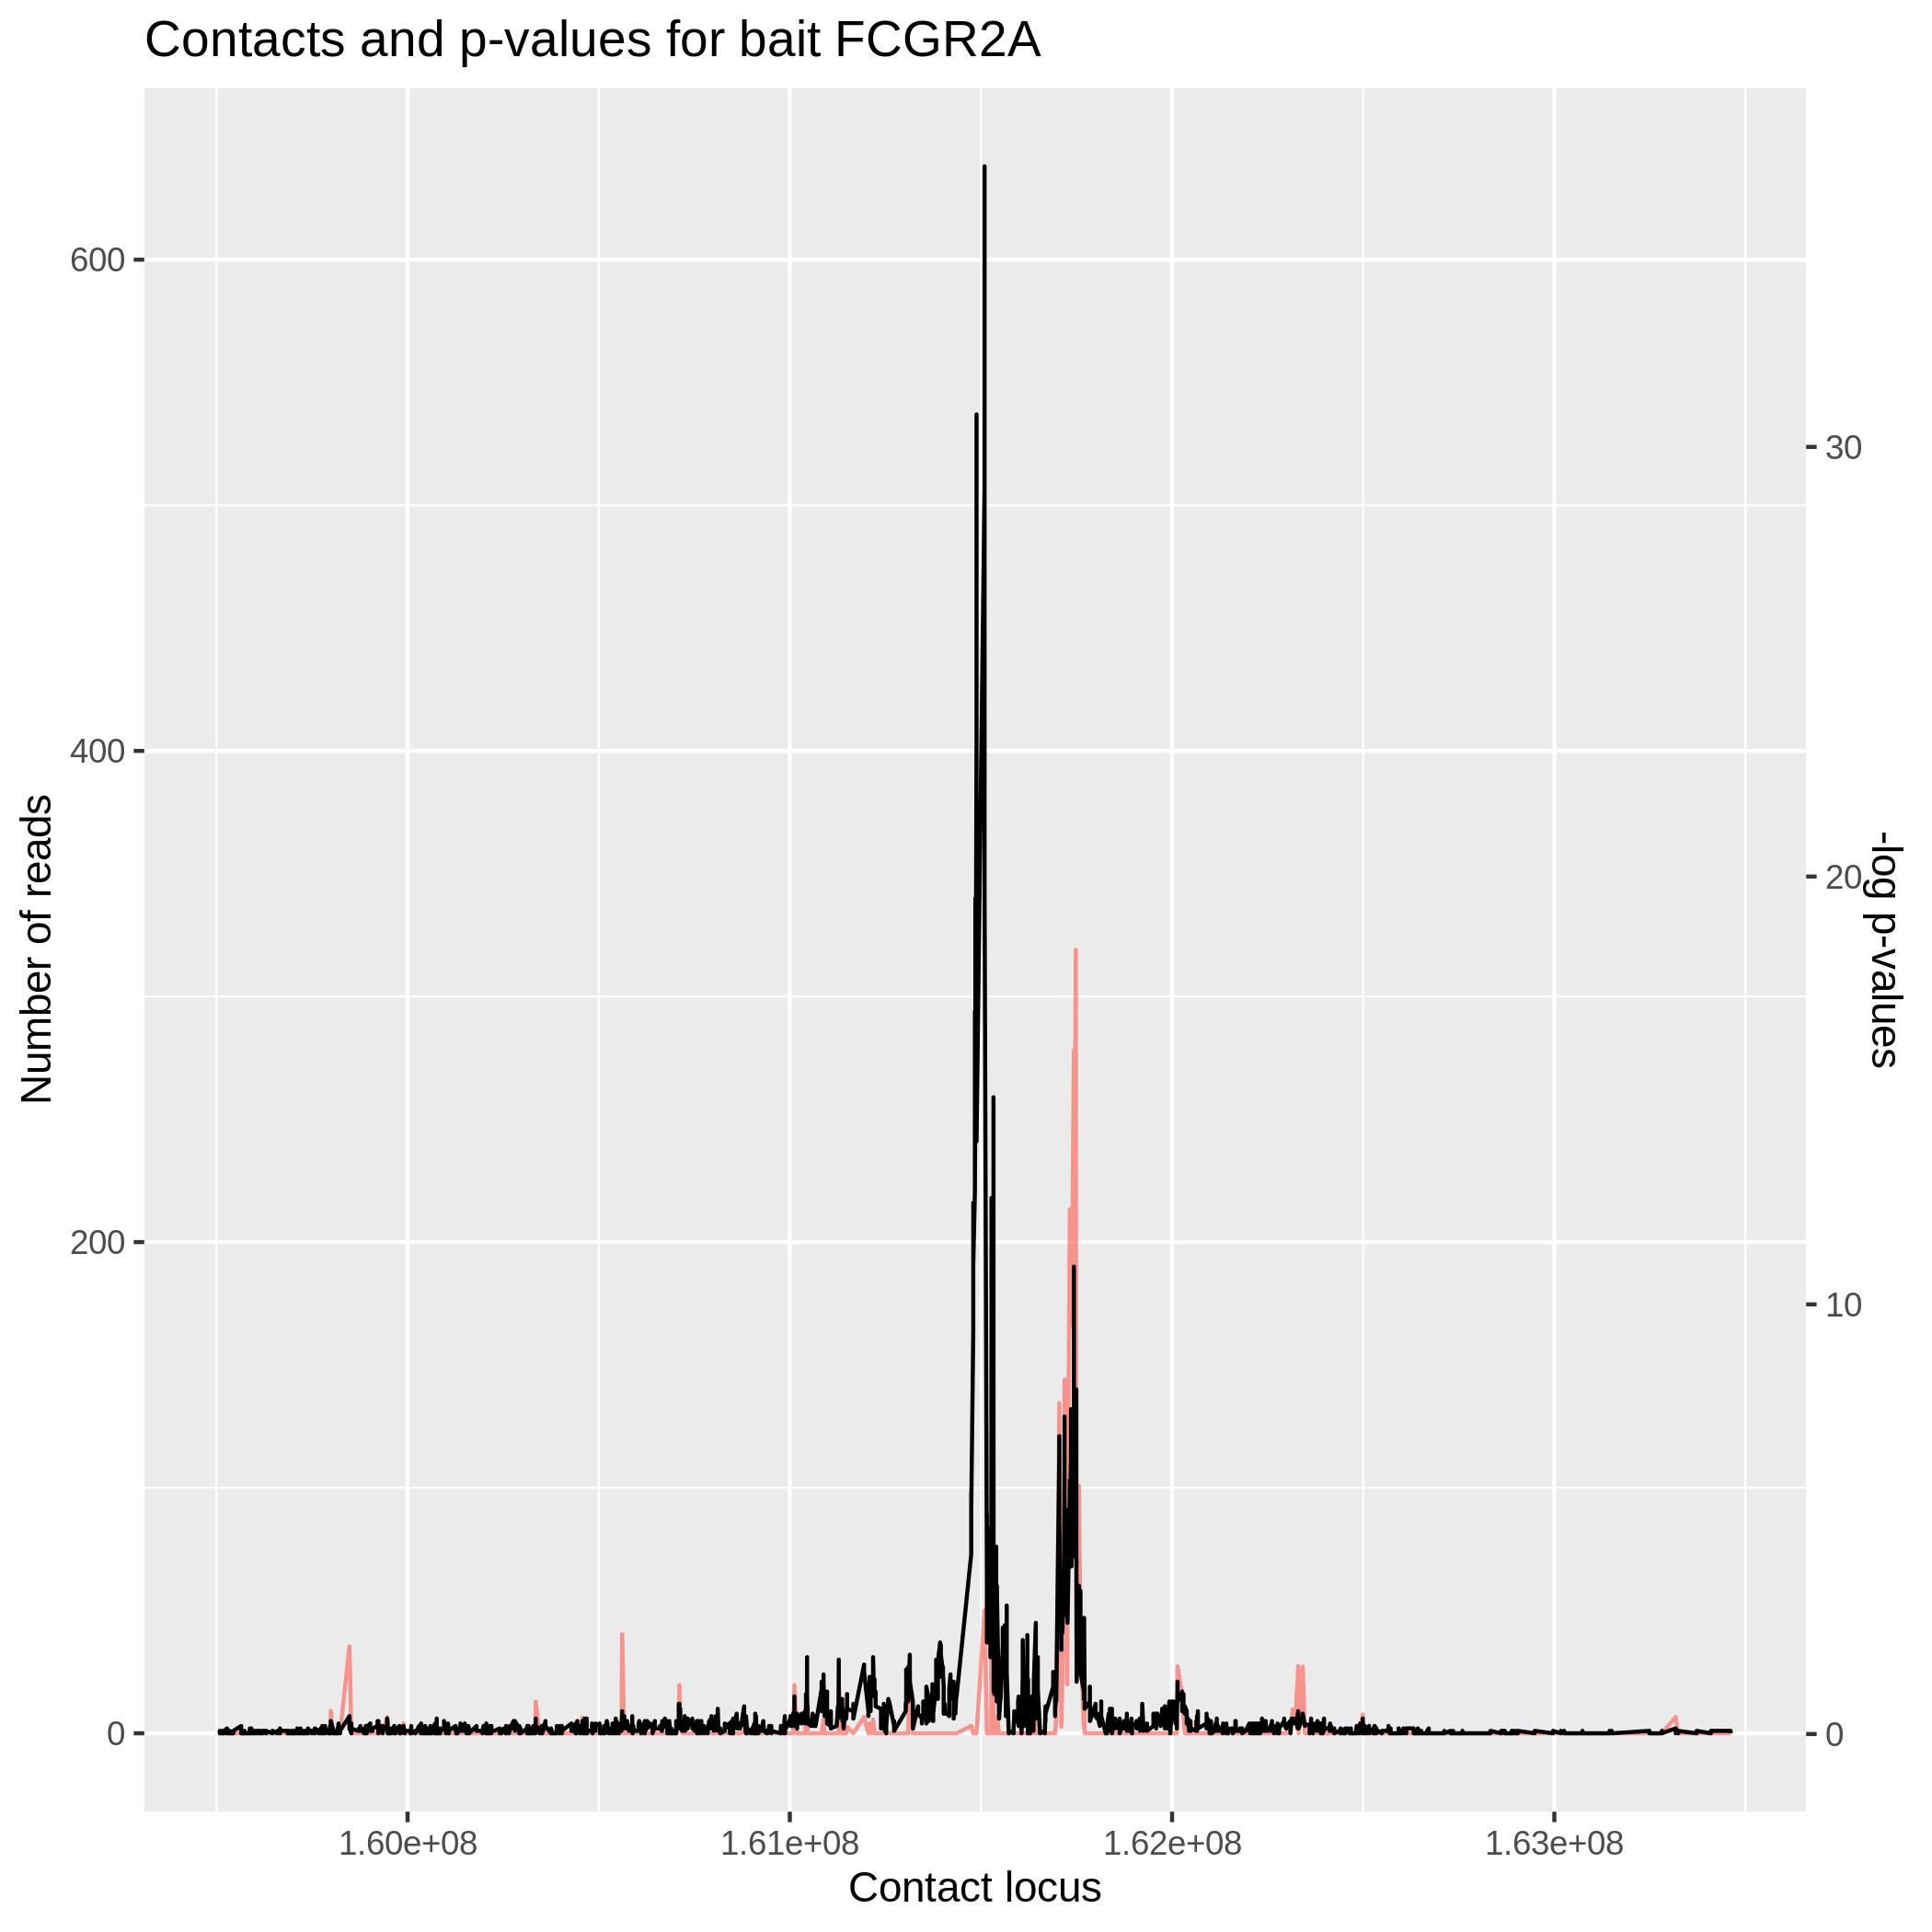 Contacts and p-values for bait FCGR2A
600
400
200
0
Number of reads
30
20
10
0
-log p-values
1.60e+08
1.61e+08
1.62e+08
1.63e+08
Contact locus